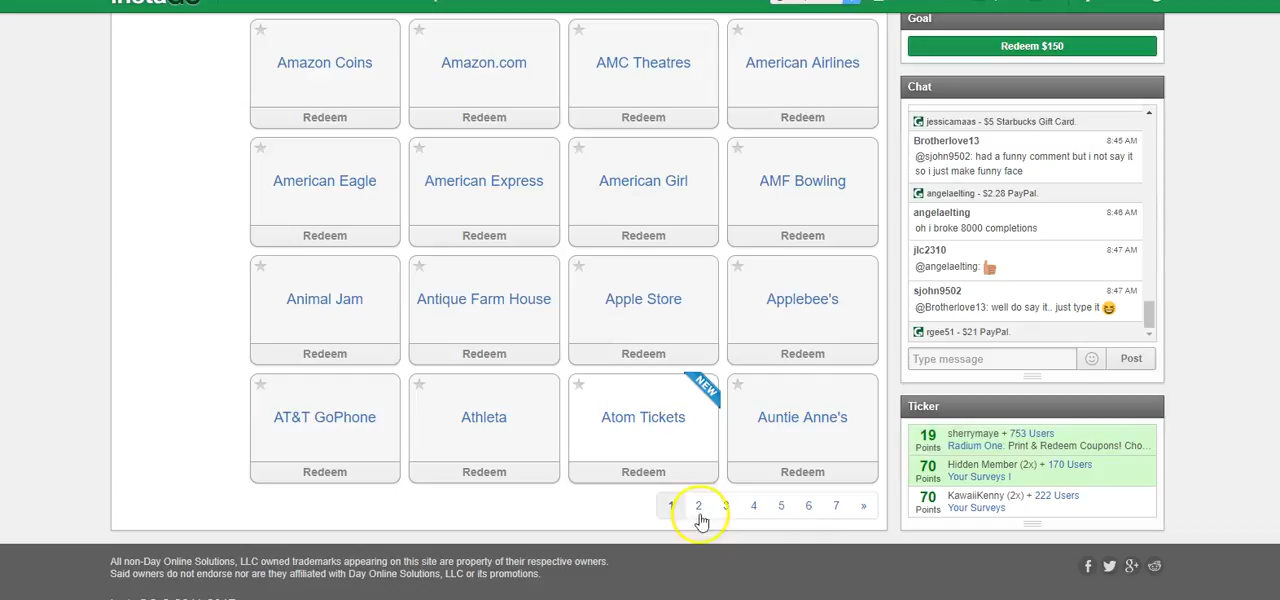 Goal
Redeem $150
Amazon Coins
Amazon.com
AMC Theatres
American Airlines
Redeem
Redeem
Redeem
Redeem
American Eagle
American Express
American Girl
AMF Bowling
Redeem
Redeem
Redeem
Redeem
Animal Jam
Antique Farm House
Apple Store
Applebee's
Redeem
Redeem
Redeem
Redeem
AT&T GoPhone
Athleta
NEW
Atom Tickets
Auntie Anne's
Redeem
Redeem
Redeem
Redeem
1 2 3 4 5 6 7 »
Chat
jessicamaas - $5 Starbucks Gift Card.
Brotherlove13 8:45 AM
@sjohn9502: had a funny comment but i not say it
so i just make funny face
angelaelting - $2.28 PayPal.
angelaelting 8:46 AM
oh i broke 8000 completions
jlc2310 8:47 AM
@angelaelting:
sjohn9502 8:47 AM
@Brotherlove13: well do say it.. just type it
rgee51 - $21 PayPal.
Type message
Post
Ticker
19 Points sherrymaye + 753 Users
Radium One: Print & Redeem Coupons! Cho...
70 Points Hidden Member (2x) + 170 Users
Your Surveys I
70 Points KawaiiKenny (2x) + 222 Users
Your Surveys
All non-Day Online Solutions, LLC owned trademarks appearing on this site are property of their respective owners.
Said owners do not endorse nor are they affiliated with Day Online Solutions, LLC or its promotions.